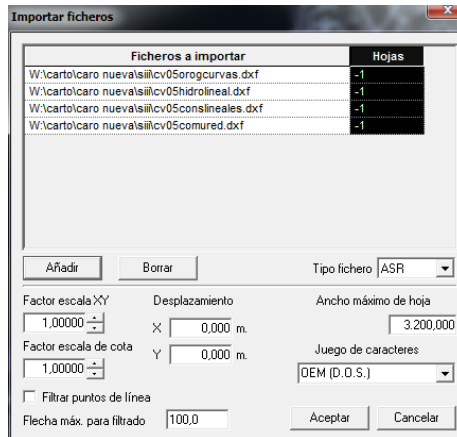 Importar ficheros
Ficheros a importar Hojas
W:\carto\caro nueva\siii\cv05orogcurvas.dxf -1
W:\carto\caro nueva\siii\cv05hidrolineal.dxf -1
W:\carto\caro nueva\siii\cv05conslineales.dxf -1
W:\carto\caro nueva\siii\cv05comured.dxf -1
Añadir Borrar Tipo fichero ASR
Factor escala XY Desplazamiento Ancho máximo de hoja
1,00000 X 0,000 m. 3.200,000
Factor escala de cota Y 0,000 m. Juego de caracteres
1,00000 OEM (D.O.S.)
Filtrar puntos de línea
Flecha máx. para filtrado 100,0 Aceptar Cancelar